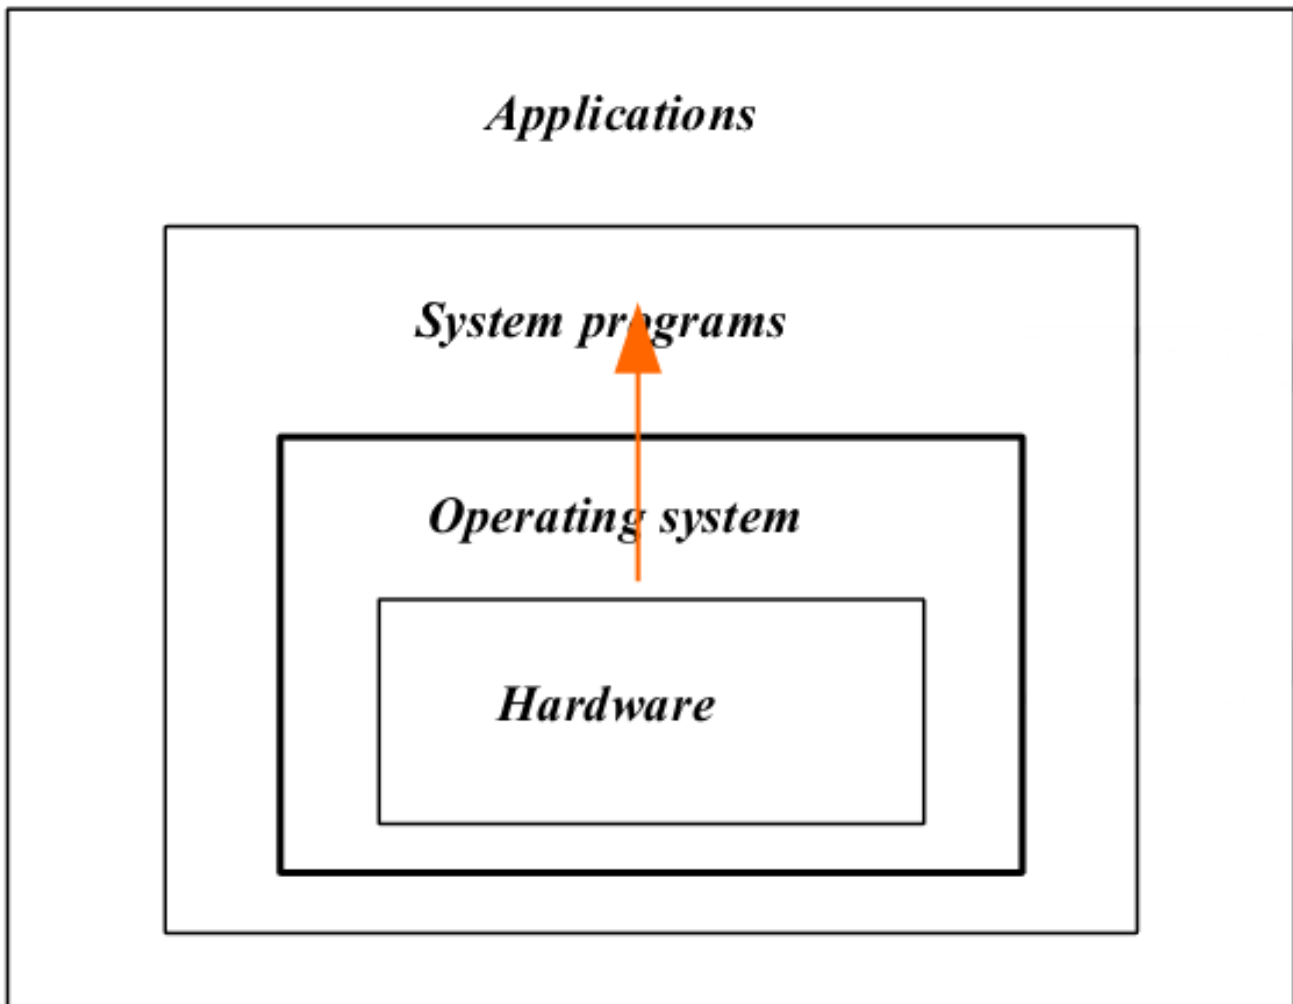 Applications
System programs
Operating system
Hardware